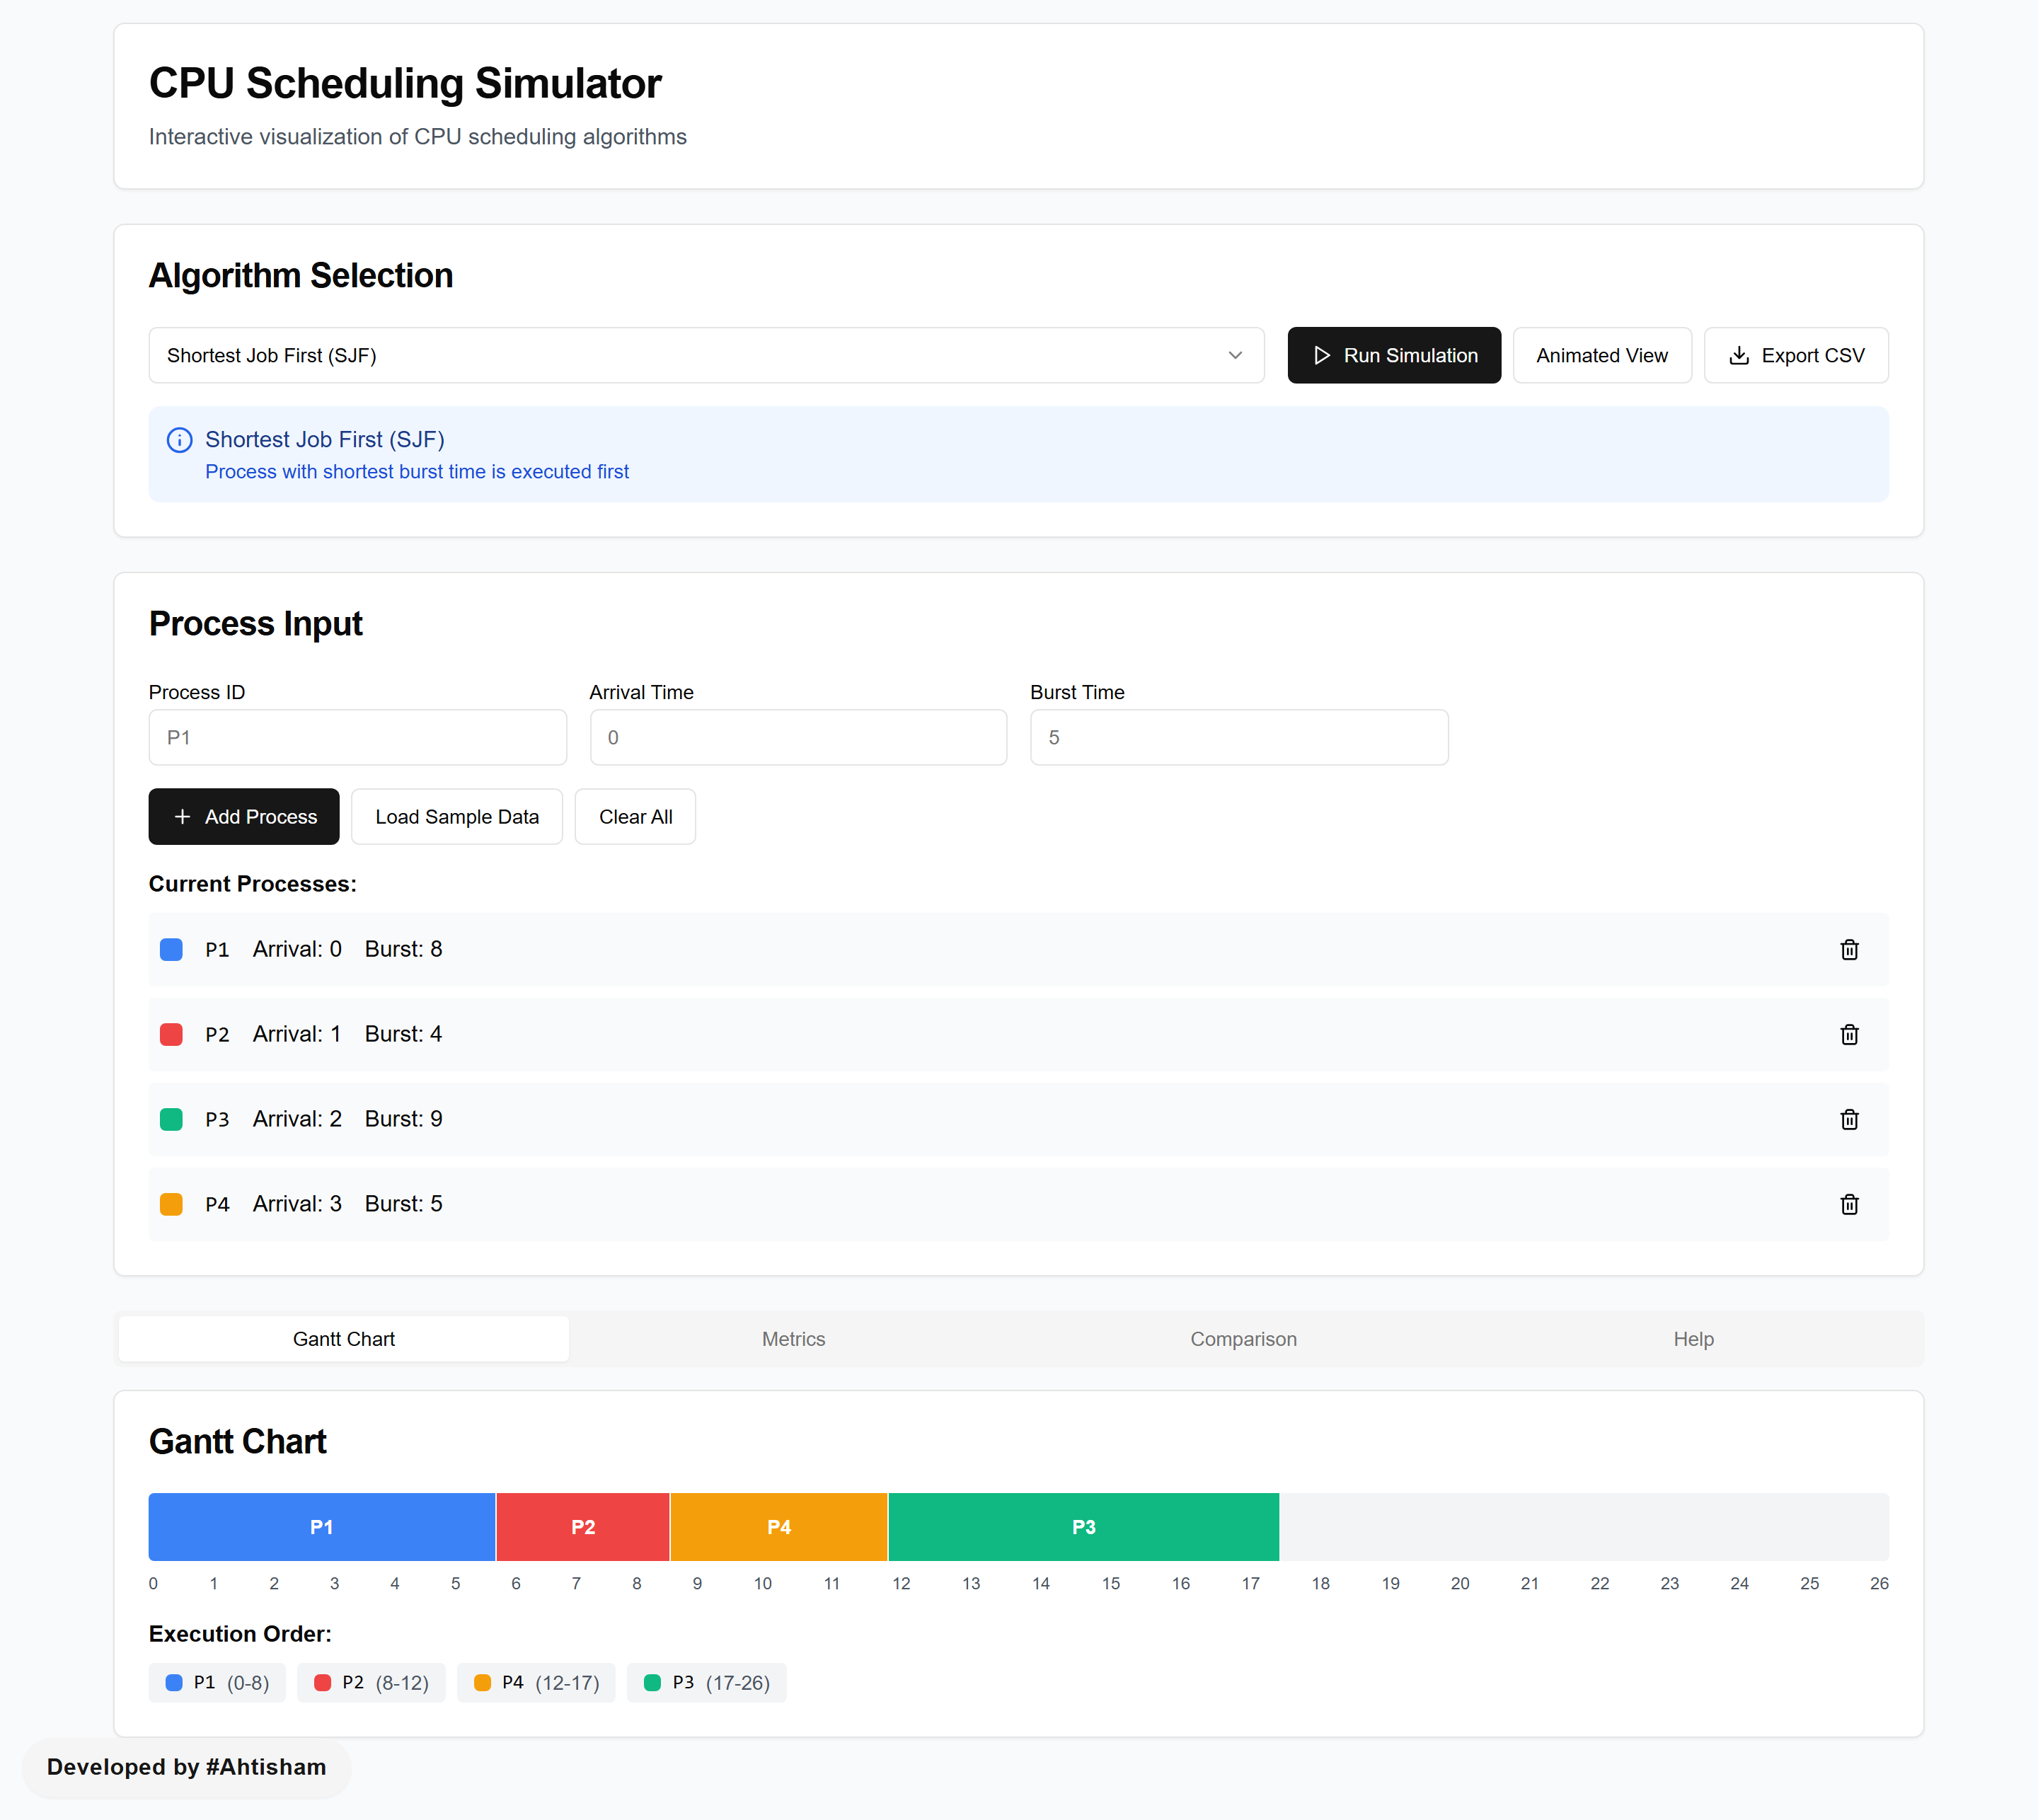 CPU Scheduling Simulator
Interactive visualization of CPU scheduling algorithms
Algorithm Selection
Shortest Job First (SJF) Run Simulation Animated View Export CSV
Shortest Job First (SJF)
Process with shortest burst time is executed first
Process Input
Process ID Arrival Time Burst Time
P1 0 5
Add Process Load Sample Data Clear All
Current Processes:
P1 Arrival: 0 Burst: 8
P2 Arrival: 1 Burst: 4
P3 Arrival: 2 Burst: 9
P4 Arrival: 3 Burst: 5
Gantt Chart Metrics Comparison Help
Gantt Chart
P1 P2 P4 P3
0 1 2 3 4 5 6 7 8 9 10 11 12 13 14 15 16 17 18 19 20 21 22 23 24 25 26
Execution Order:
P1 (0-8) P2 (8-12) P4 (12-17) P3 (17-26)
Developed by #Ahtisham